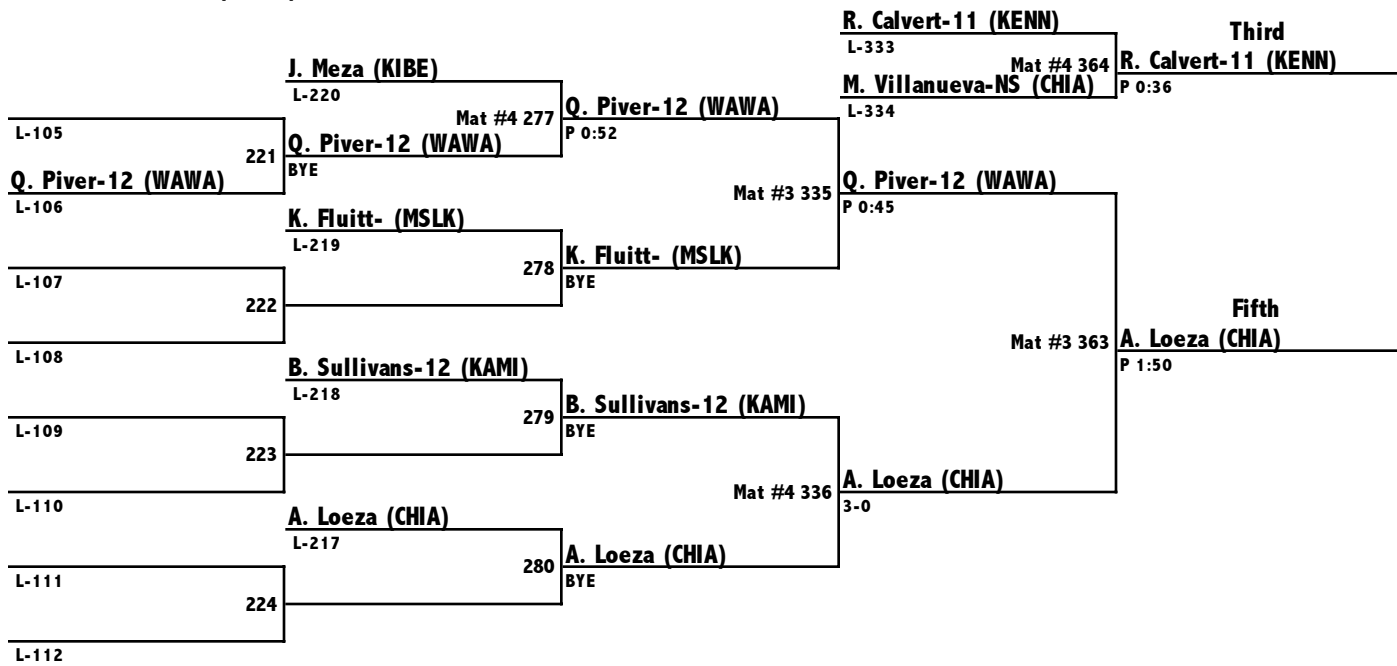 R. Calvert-11 (KENN)
L-333
Third
Mat #4 364
R. Calvert-11 (KENN)
P 0:36
M. Villanueva-NS (CHIA)
L-334
J. Meza (KIBE)
L-220
Mat #4 277
Q. Piver-12 (WAWA)
P 0:52
L-105
221
Q. Piver-12 (WAWA)
BYE
Q. Piver-12 (WAWA)
L-106
Mat #3 335
Q. Piver-12 (WAWA)
P 0:45
K. Fluitt- (MSLK)
L-219
278
K. Fluitt- (MSLK)
BYE
L-107
222
L-108
Fifth
Mat #3 363
A. Loeza (CHIA)
P 1:50
B. Sullivans-12 (KAMI)
L-218
279
B. Sullivans-12 (KAMI)
BYE
L-109
223
L-110
Mat #4 336
A. Loeza (CHIA)
3-0
A. Loeza (CHIA)
L-217
280
A. Loeza (CHIA)
BYE
L-111
224
L-112